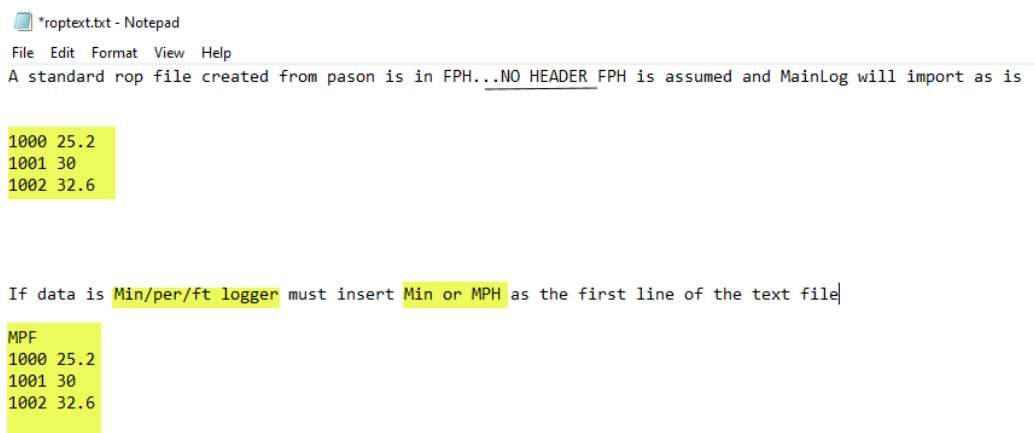 *roptext.txt - Notepad
File Edit Format View Help
A standard rop file created from pason is in FPH...NO HEADER FPH is assumed and MainLog will import as is
1000 25.2
1001 30
1002 32.6
If data is Min/per/ft logger must insert Min or MPH as the first line of the text file
MPF
1000 25.2
1001 30
1002 32.6